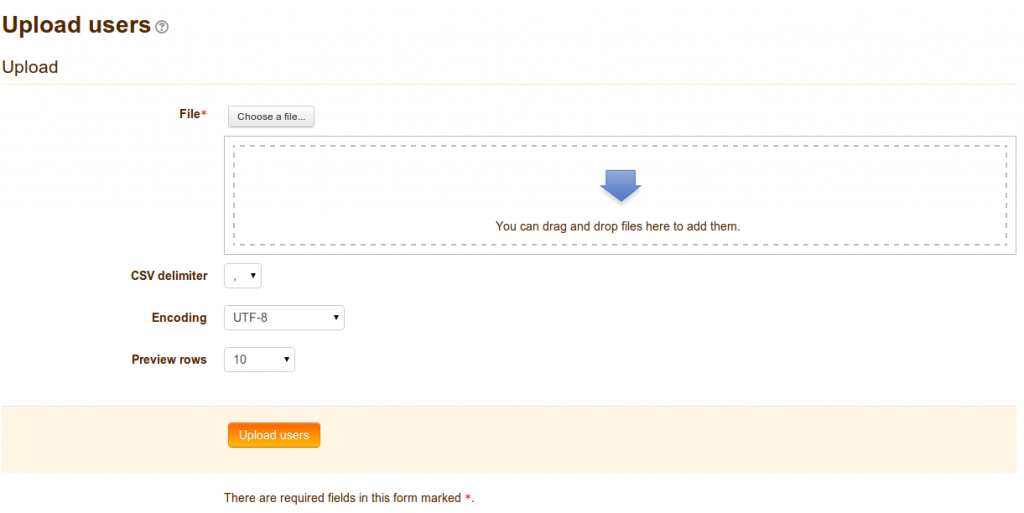 Upload users
Upload
File*
Choose a file...
You can drag and drop files here to add them.
CSV delimiter ,
Encoding UTF-8
Preview rows 10
Upload users
There are required fields in this form marked *.